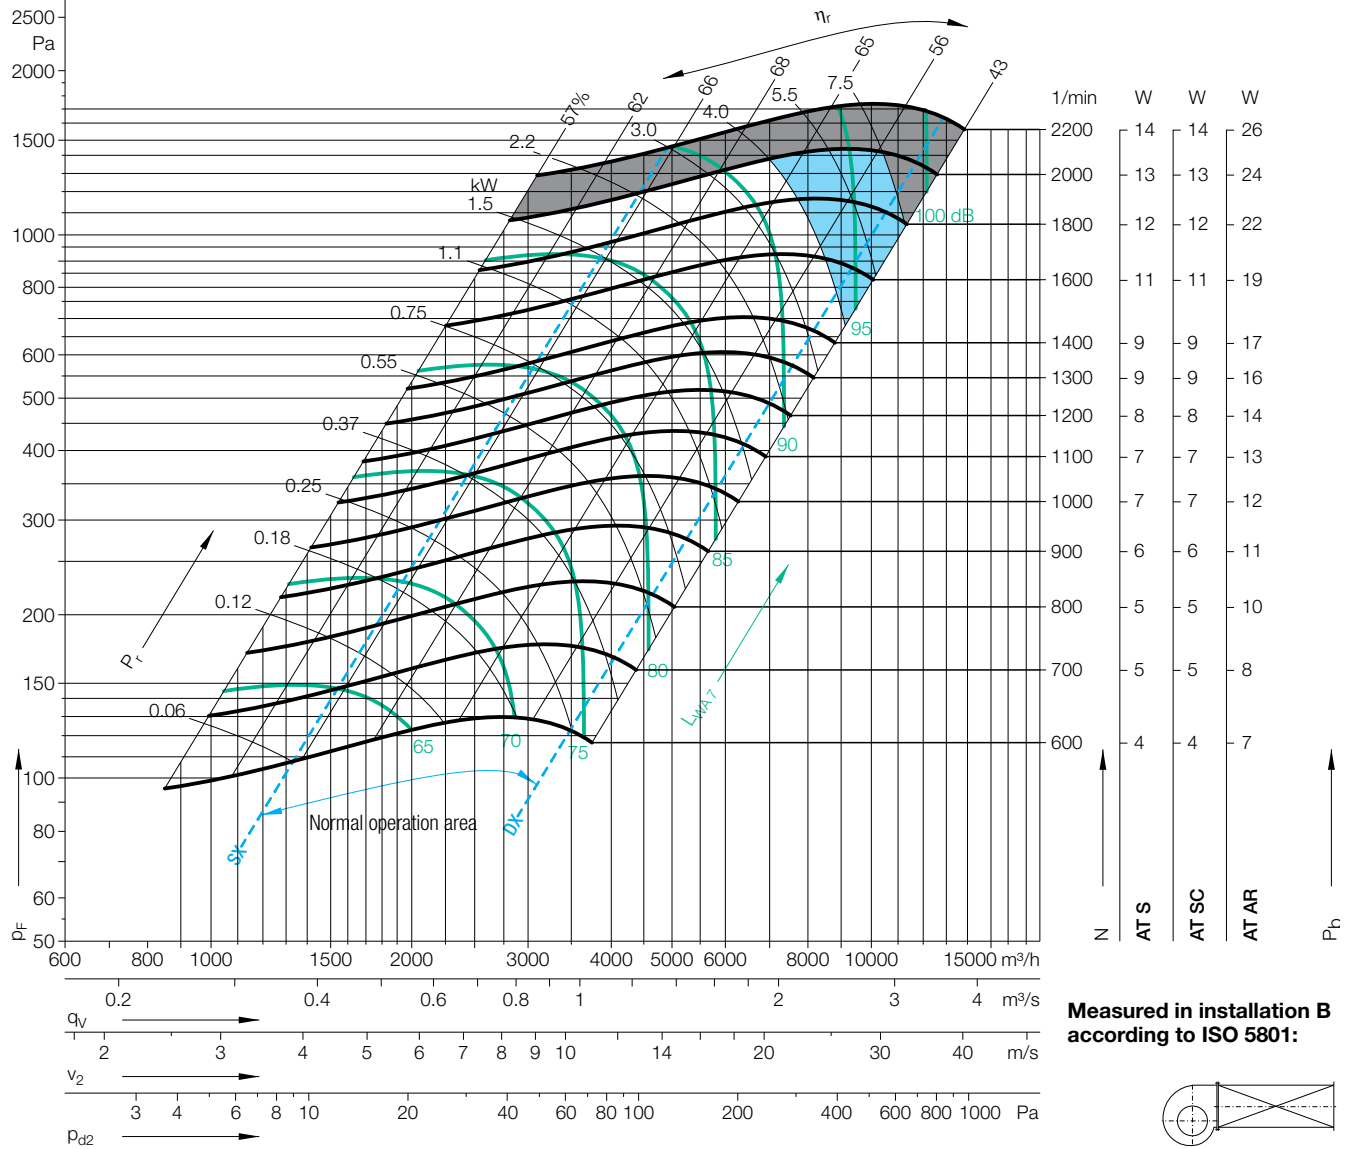 2500
Pa
2000
1500
1000
800
600
500
400
300
200
150
100
80
60
50
pF
ηr
57%
62
66
68
65
56
43
kW
0.06
0.12
0.18
0.25
0.37
0.55
0.75
1.1
1.5
2.2
3.0
4.0
5.5
7.5
Pr
65
70
75
80
85
90
95
100 dB
LWA7
SX
DX
Normal operation area
1/min W W W
2200 14 14 26
2000 13 13 24
1800 12 12 22
1600 11 11 19
1400 9 9 17
1300 9 9 16
1200 8 8 14
1100 7 7 13
1000 7 7 12
900 6 6 11
800 5 5 10
700 5 5 8
600 4 4 7
N AT S AT SC AT AR Pb
600 800 1000 1500 2000 3000 4000 5000 6000 8000 10000 15000 m³/h
0.2 0.4 0.6 0.8 1 2 3 4 m³/s
qV
2 3 4 5 6 7 8 9 10 14 20 30 40 m/s
v2
3 4 6 8 10 20 40 60 80 100 200 400 600 800 1000 Pa
pd2
Measured in installation B
according to ISO 5801: